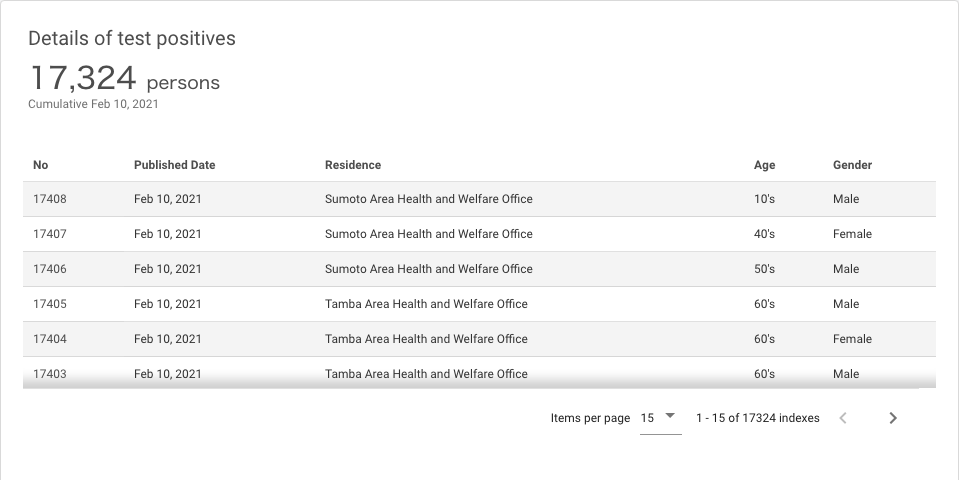 Details of test positives
17,324 persons
Cumulative Feb 10, 2021
No Published Date Residence Age Gender
17408 Feb 10, 2021 Sumoto Area Health and Welfare Office 10's Male
17407 Feb 10, 2021 Sumoto Area Health and Welfare Office 40's Female
17406 Feb 10, 2021 Sumoto Area Health and Welfare Office 50's Male
17405 Feb 10, 2021 Tamba Area Health and Welfare Office 60's Male
17404 Feb 10, 2021 Tamba Area Health and Welfare Office 60's Female
17403 Feb 10, 2021 Tamba Area Health and Welfare Office 60's Male
Items per page 15 1 - 15 of 17324 indexes